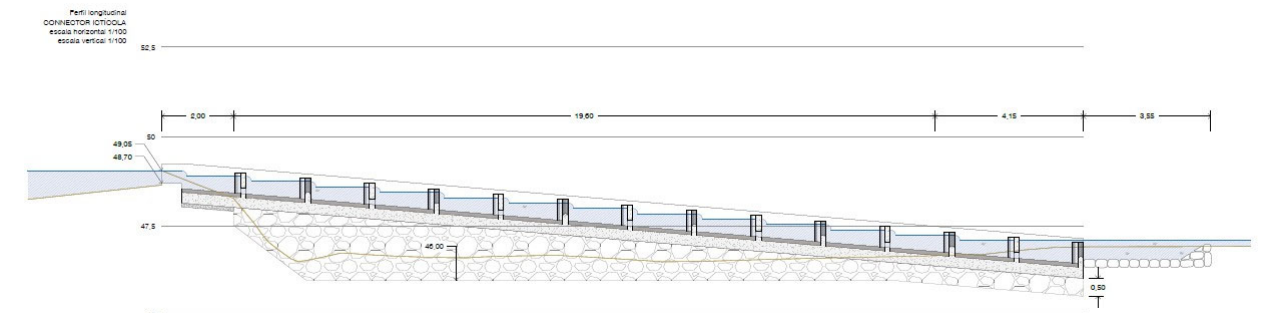 Perfil longitudinal
CONNECTOR ICTÍCOLA
escala horizontal 1/100
escala vertical 1/100
52,5
2,00
19,60
4,15
3,55
50
49,05
48,70
47,5
46,00
0,50